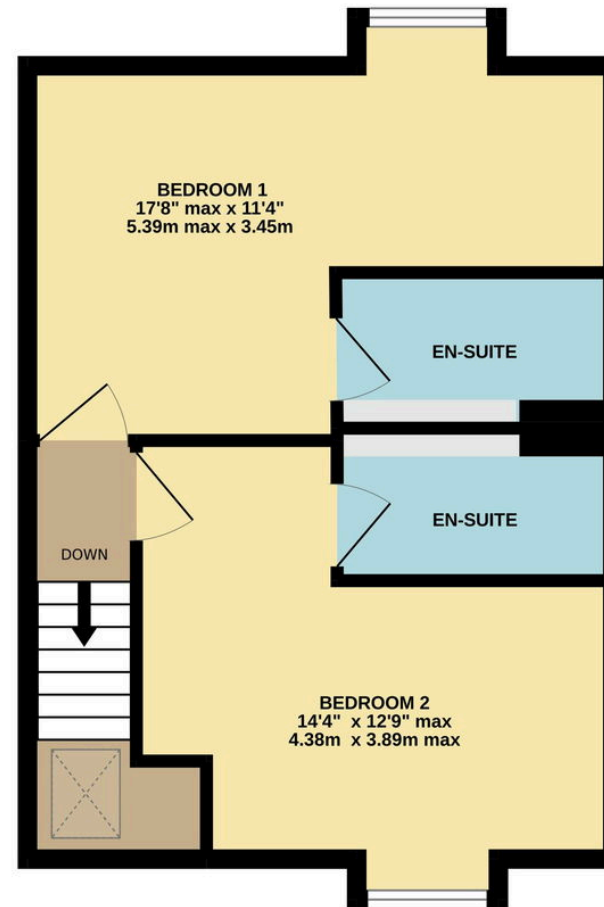 BEDROOM 1
17'8" max x 11'4"
5.39m max x 3.45m
EN-SUITE
EN-SUITE
DOWN
BEDROOM 2
14'4" x 12'9" max
4.38m x 3.89m max